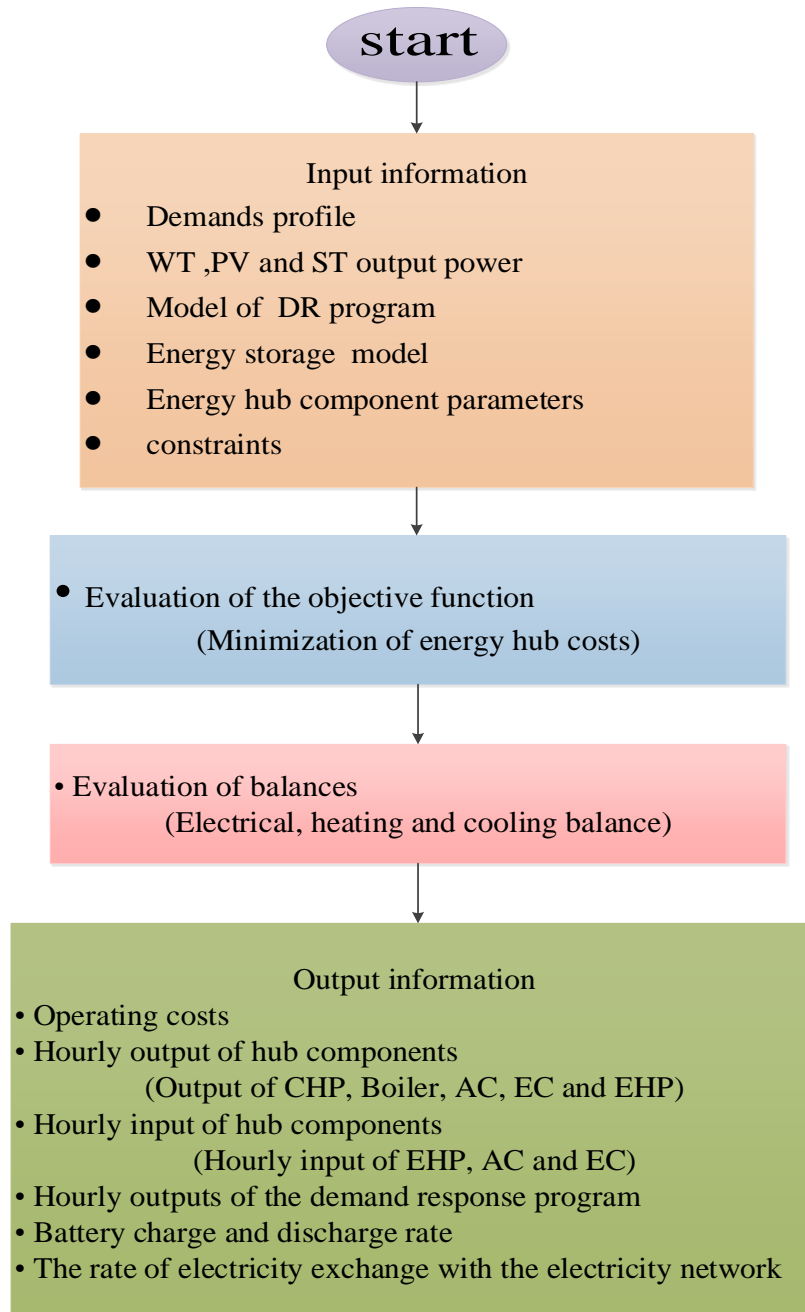 start
Input information
• Demands profile
• WT ,PV and ST output power
• Model of DR program
• Energy storage model
• Energy hub component parameters
• constraints
• Evaluation of the objective function
(Minimization of energy hub costs)
• Evaluation of balances
(Electrical, heating and cooling balance)
Output information
• Operating costs
• Hourly output of hub components
(Output of CHP, Boiler, AC, EC and EHP)
• Hourly input of hub components
(Hourly input of EHP, AC and EC)
• Hourly outputs of the demand response program
• Battery charge and discharge rate
• The rate of electricity exchange with the electricity network